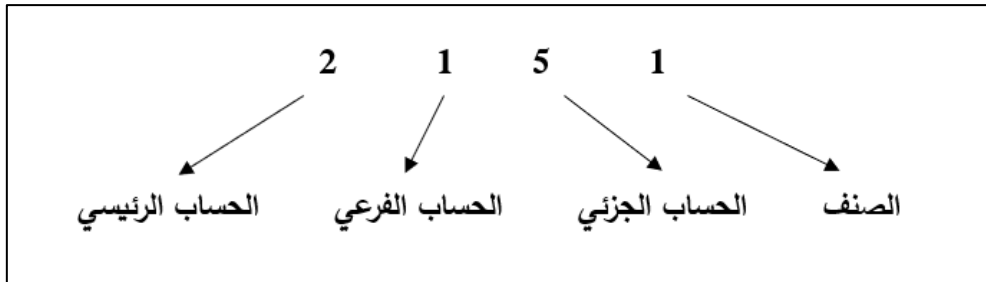 2 1 5 1
الصنف الحساب الجزئي الحساب الفرعي الحساب الرئيسي